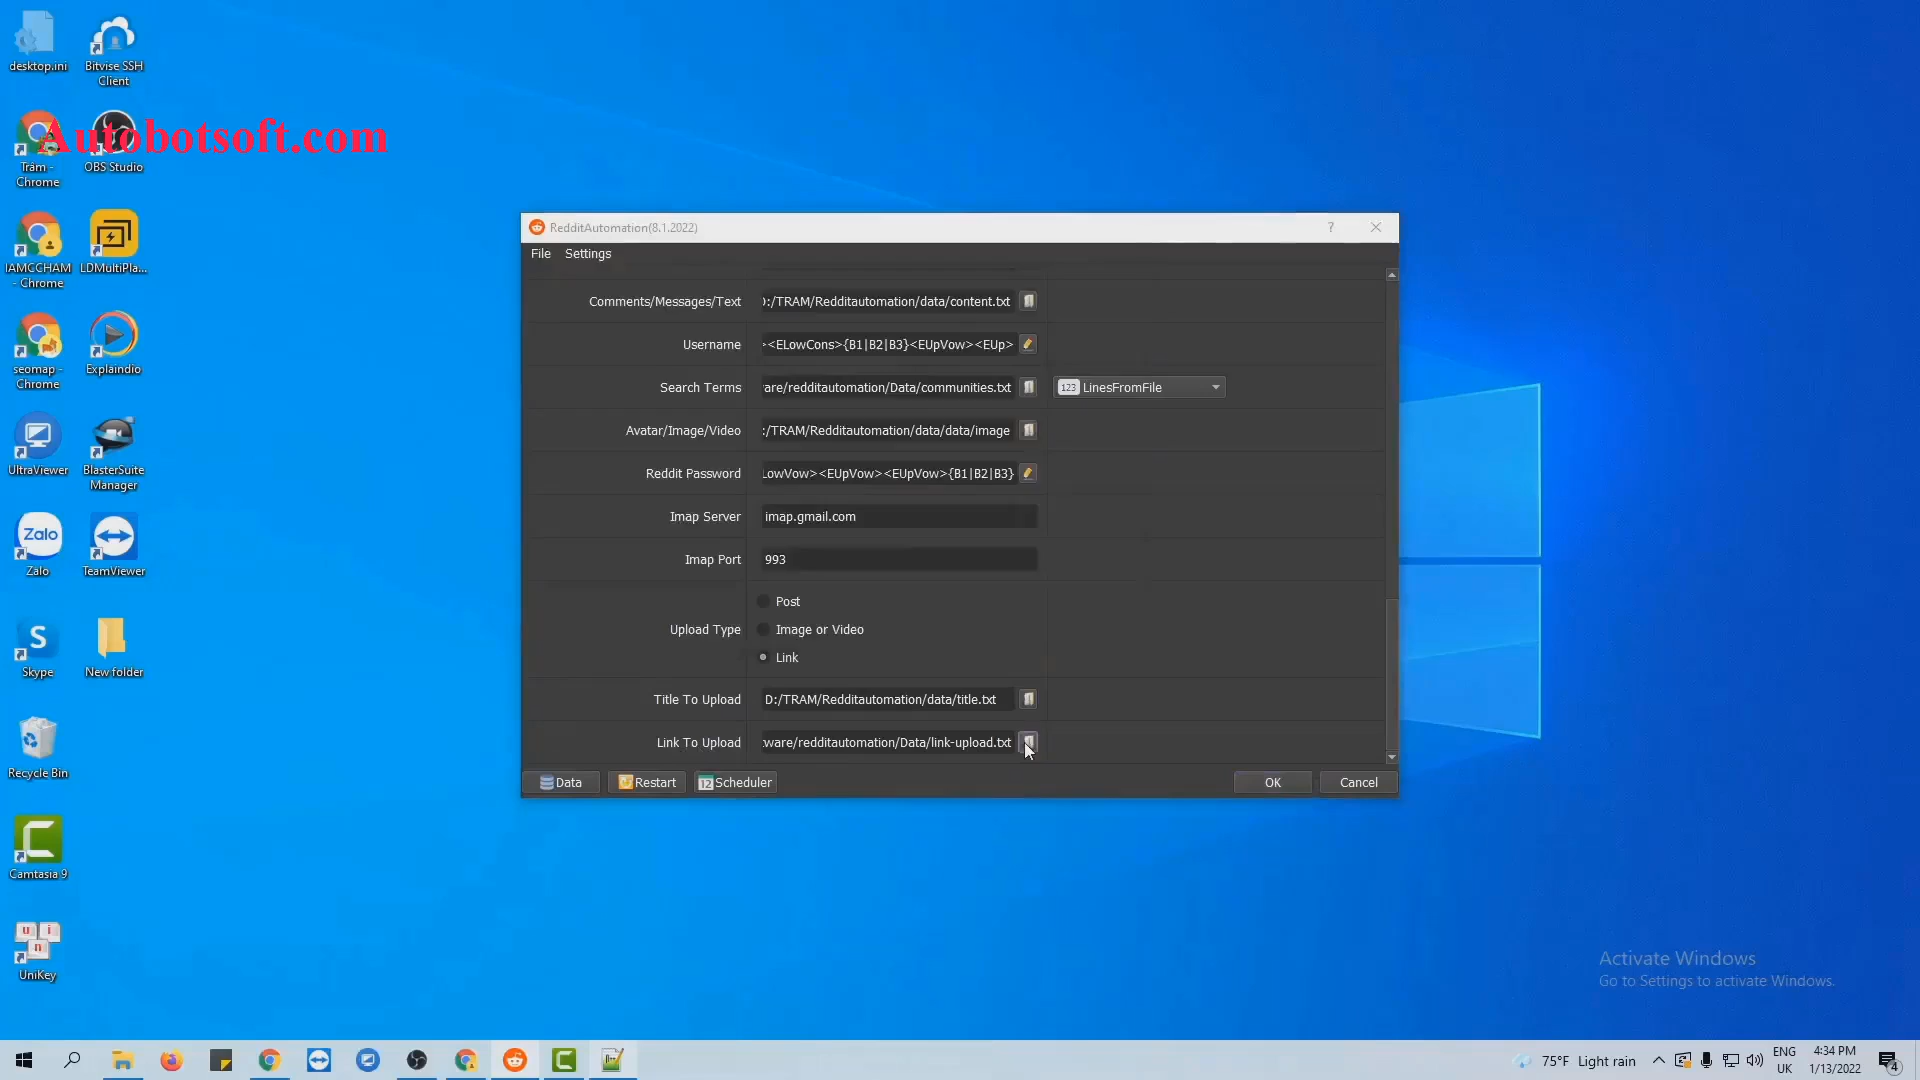 desktop.ini
Bitvise SSH
Client
Autobotsoft.com
Trâm -
Chrome
OBS Studio
IAMCCHAM
- Chrome
LDMultiPla...
seomap -
Chrome
Explaindio
UltraViewer
BlasterSuite
Manager
Zalo
Zalo
TeamViewer
Skype
New folder
Recycle Bin
Camtasia 9
u i
n
UniKey
RedditAutomation(8.1.2022)
?
File Settings
Comments/Messages/Text
):/TRAM/Redditautomation/data/content.txt
Username
><ELowCons>{B1|B2|B3}<EUpVow><EUp>
Search Terms
are/redditautomation/Data/communities.txt
123 LinesFromFile
Avatar/Image/Video
:/TRAM/Redditautomation/data/data/image
Reddit Password
LowVow><EUpVow><EUpVow>{B1|B2|B3}
Imap Server
imap.gmail.com
Imap Port
993
Upload Type
Post
Image or Video
Link
Title To Upload
D:/TRAM/Redditautomation/data/title.txt
Link To Upload
tware/redditautomation/Data/link-upload.txt
Data
Restart
12 Scheduler
OK
Cancel
Activate Windows
Go to Settings to activate Windows.
75°F Light rain
ENG
UK
4:34 PM
1/13/2022
4